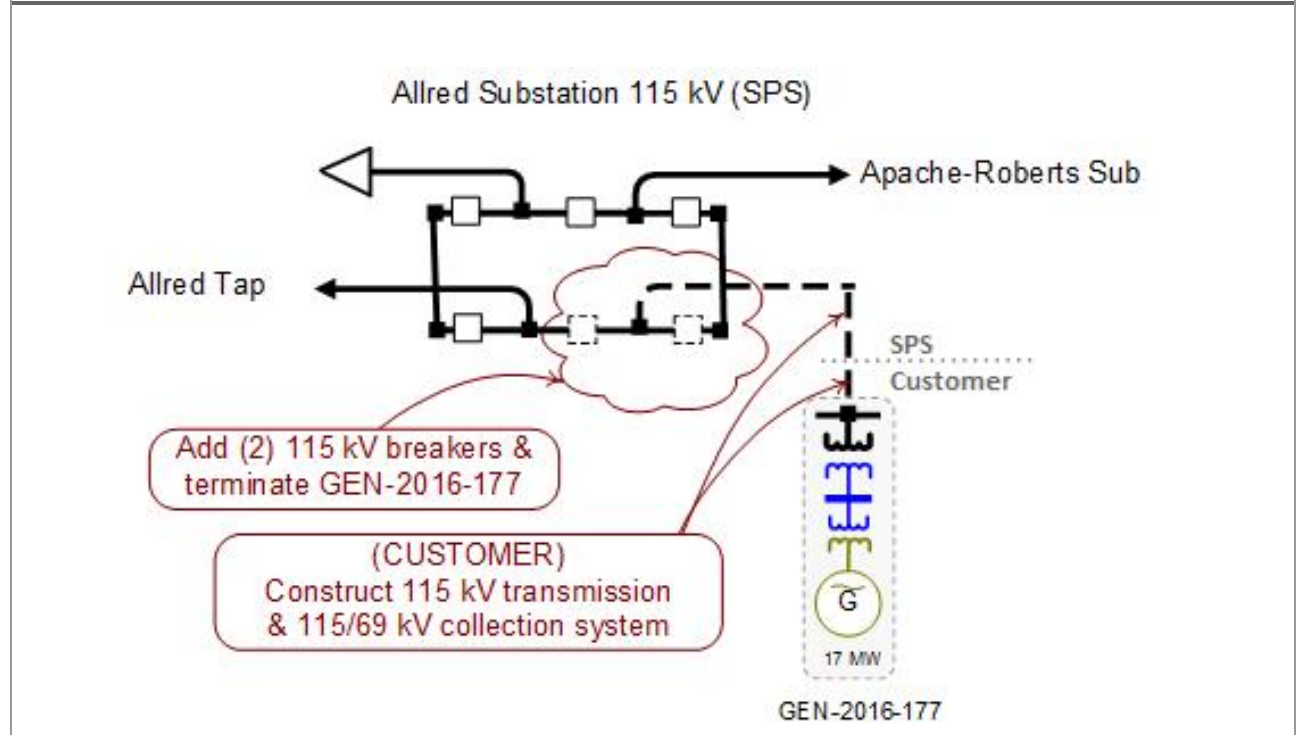 Allred Substation 115 kV (SPS)
Apache-Roberts Sub
Allred Tap
SPS
Customer
Add (2) 115 kV breakers &
terminate GEN-2016-177
(CUSTOMER)
Construct 115 kV transmission
& 115/69 kV collection system
G
17 MW
GEN-2016-177